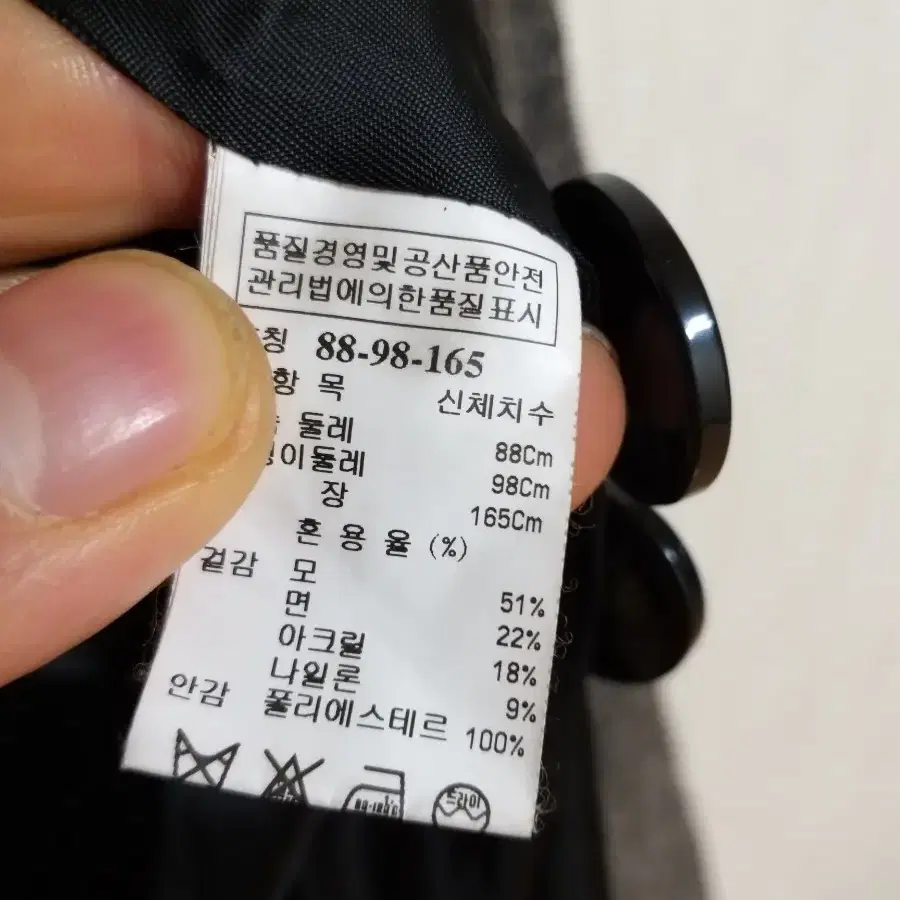 품질경영및공산품안전
관리법에의한품질표시
칭 88-98-165
항 목 신체치수
둘레 88Cm
이둘레 98Cm
장 165Cm
혼 용 율 (%)
겉감 모 51%
면 22%
아크릴 18%
나일론 9%
안감 폴리에스테르 100%
드라이